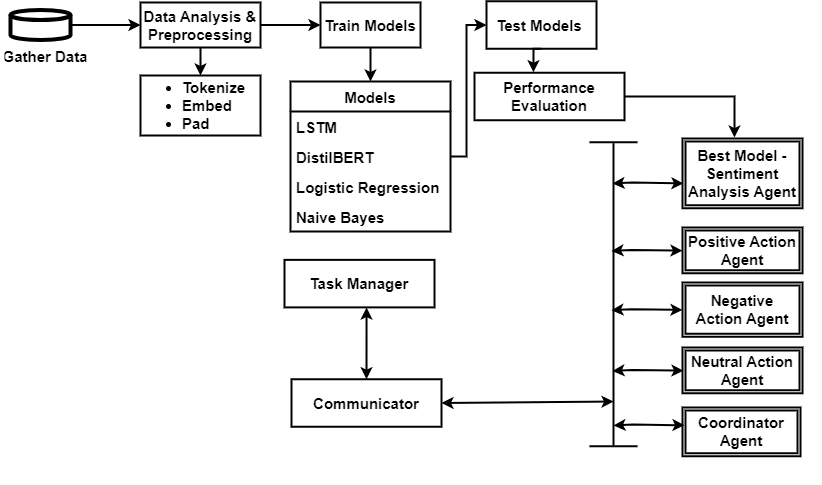 Gather Data
Data Analysis &
Preprocessing
• Tokenize
• Embed
• Pad
Train Models
Models
LSTM
DistilBERT
Logistic Regression
Naive Bayes
Test Models
Performance
Evaluation
Best Model -
Sentiment
Analysis Agent
Positive Action
Agent
Negative
Action Agent
Neutral Action
Agent
Coordinator
Agent
Task Manager
Communicator